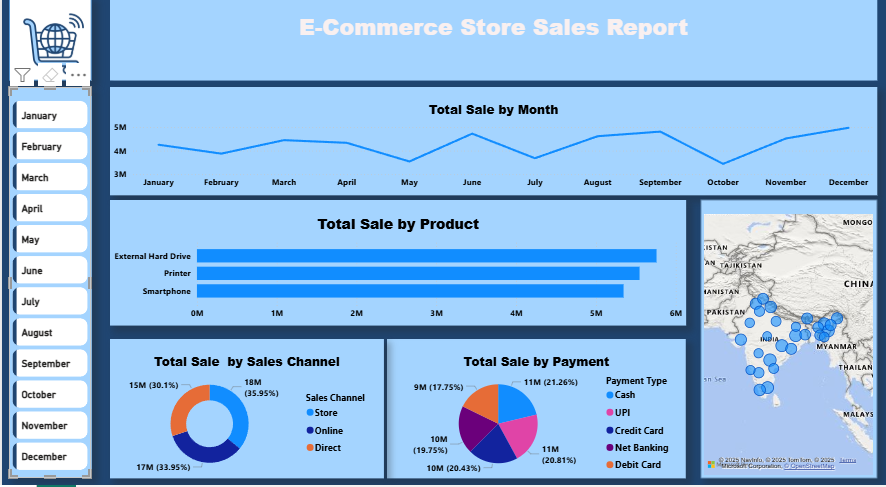 E-Commerce Store Sales Report
January
February
March
April
May
June
July
August
September
October
November
December
Total Sale by Month
5M
4M
3M
January February March April May June July August September October November December
Total Sale by Product
External Hard Drive
Printer
Smartphone
0M 1M 2M 3M 4M 5M 6M
Total Sale by Sales Channel
15M (30.1%)
18M
(35.95%)
17M (33.95%)
Sales Channel
Store
Online
Direct
Total Sale by Payment
9M (17.75%)
11M (21.26%)
10M
(19.75%)
11M
(20.81%)
10M (20.43%)
Payment Type
Cash
UPI
Credit Card
Net Banking
Debit Card
MONGO
ISTAN
AN TAJIKISTAN
CHINA
HANISTAN
PAKISTAN
INDIA
MYANMAR
THAILAN
an Sea
MALAYS
© 2025 TomTom, © 2025
Microsoft Corporation, © OpenStreetMap
Terms